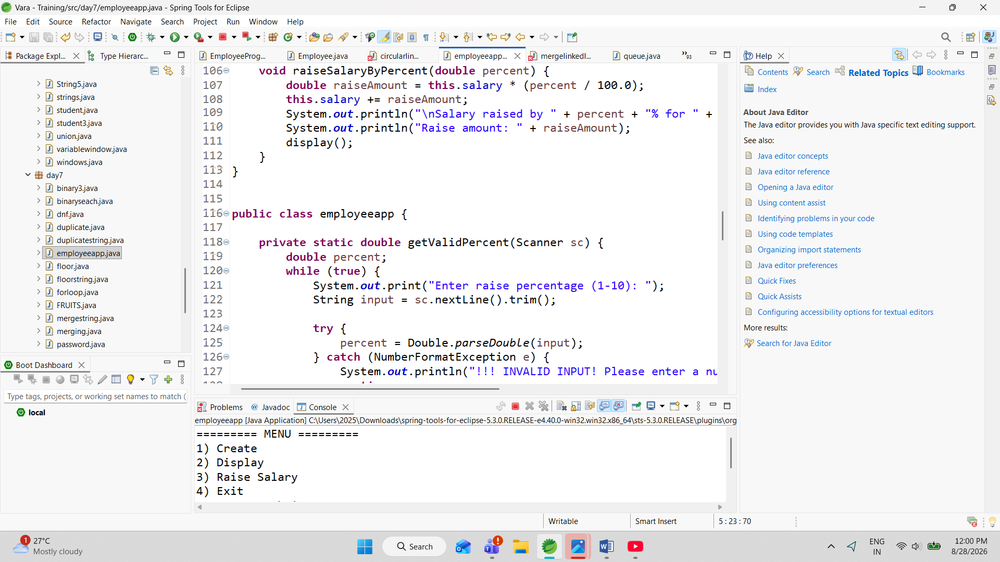 Vara - Training/src/day7/employeeapp.java - Spring Tools for Eclipse
File Edit Source Refactor Navigate Search Project Run Window Help
Package Expl... Type Hierarc...
String5.java
strings.java
student.java
student3.java
union.java
variablewindow.java
windows.java
day7
binary3.java
binaryseach.java
dnf.java
duplicate.java
duplicatestring.java
employeeapp.java
floor.java
floorstring.java
forloop.java
FRUITS.java
mergestring.java
merging.java
password.java
Boot Dashboard
Type tags, projects, or working set names to match (
local
EmployeeProg... Employee.java circularlin... employeeapp... mergelinkedl... queue.java »93
106 void raiseSalaryByPercent(double percent) {
107 double raiseAmount = this.salary * (percent / 100.0);
108 this.salary += raiseAmount;
109 System.out.println("\nSalary raised by " + percent + "% for " +
110 System.out.println("Raise amount: " + raiseAmount);
111 display();
112 }
113 }
114
115
116 public class employeeapp {
117
118 private static double getValidPercent(Scanner sc) {
119 double percent;
120 while (true) {
121 System.out.print("Enter raise percentage (1-10): ");
122 String input = sc.nextLine().trim();
123
124 try {
125 percent = Double.parseDouble(input);
126 } catch (NumberFormatException e) {
127 System.out.println("!!! INVALID INPUT! Please enter a nu
Problems Javadoc Console
employeeapp [Java Application] C:\Users\2025\Downloads\spring-tools-for-eclipse-5.3.0.RELEASE-e4.40.0-win32.win32.x86_64\sts-5.3.0.RELEASE\plugins\org
========= MENU =========
1) Create
2) Display
3) Raise Salary
4) Exit
Help
Contents Search Related Topics Bookmarks
Index
About Java Editor
The Java editor provides you with Java specific text editing support.
See also:
Java editor concepts
Java editor reference
Opening a Java editor
Using content assist
Identifying problems in your code
Using code templates
Organizing import statements
Java editor preferences
Quick Fixes
Quick Assists
Configuring accessibility options for textual editors
More results:
Search for Java Editor
Writable Smart Insert 5 : 23 : 70
1
27°C
Mostly cloudy
Search
ENG
IN
12:00 PM
8/28/2026